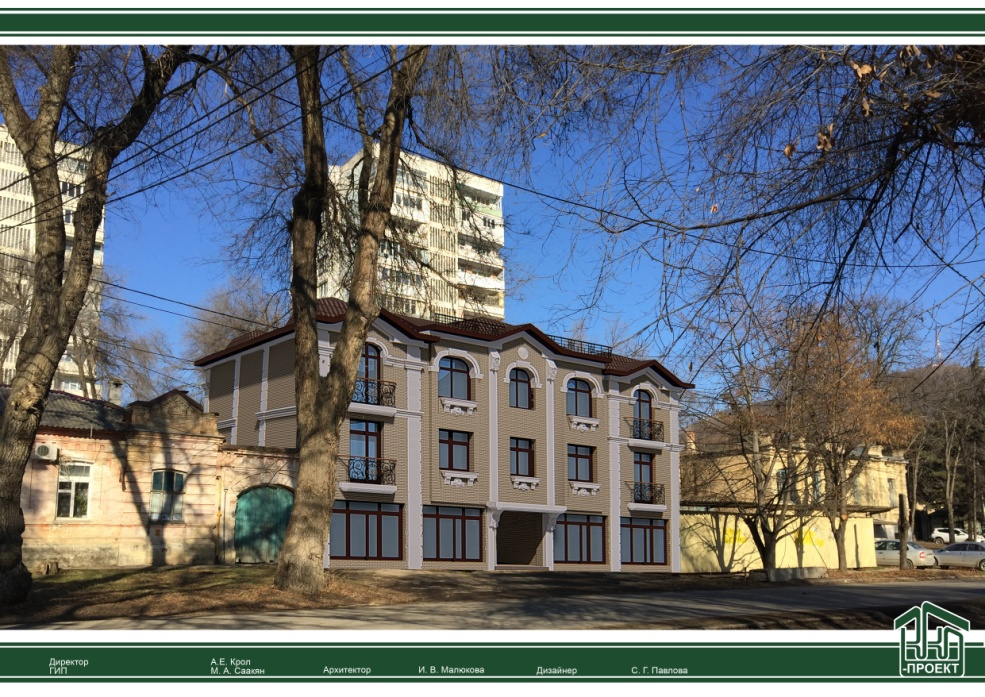 Директор
ГИП
А.Е. Крол
М. А. Саакян
Архитектор
И. В. Малюкова
Дизайнер
С. Г. Павлова
-ПРОЕКТ